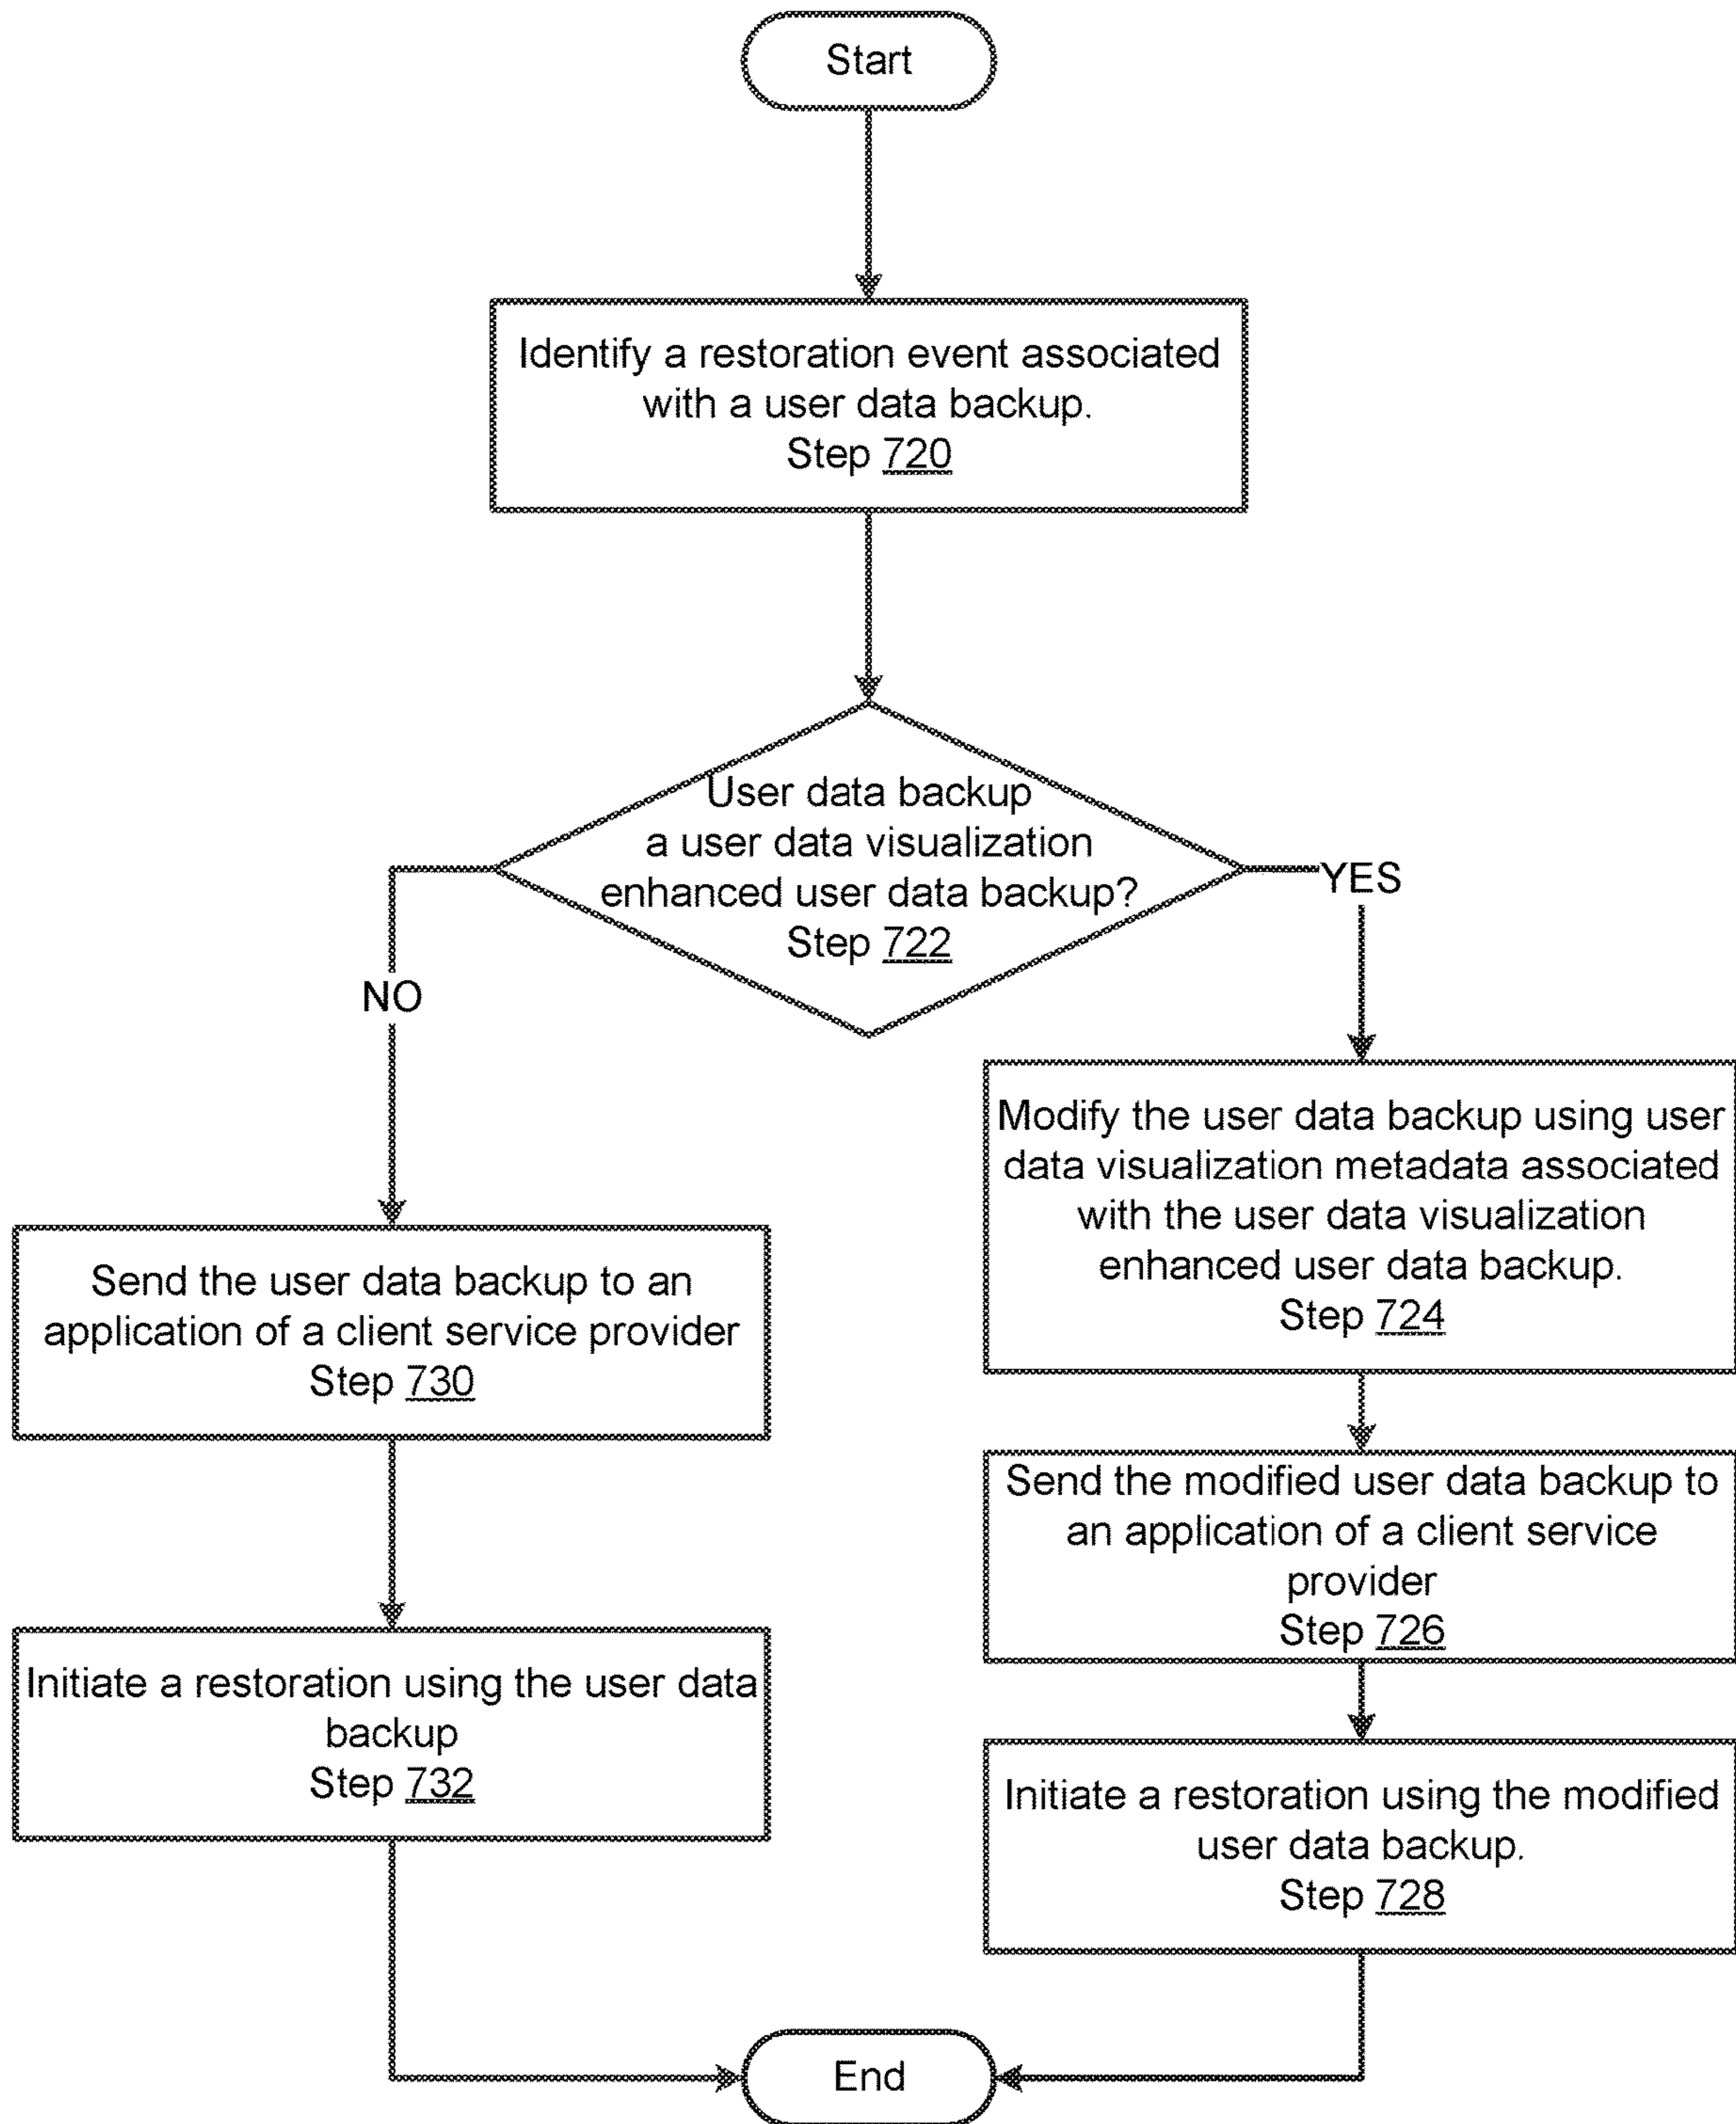 Start
Identify a restoration event associated
with a user data backup.
Step 720
User data backup
a user data visualization
enhanced user data backup?
Step 722
YES
NO
Modify the user data backup using user
data visualization metadata associated
with the user data visualization
enhanced user data backup.
Step 724
Send the user data backup to an
application of a client service provider
Step 730
Send the modified user data backup to
an application of a client service
provider
Step 726
Initiate a restoration using the user data
backup
Step 732
Initiate a restoration using the modified
user data backup.
Step 728
End